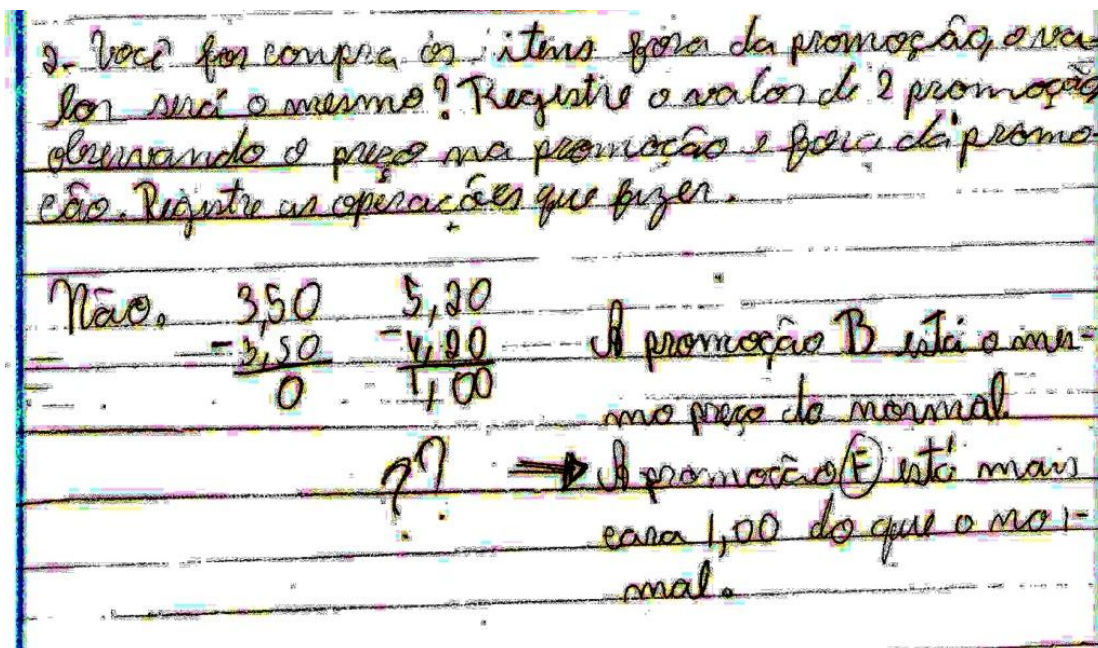 2- Você for compra os itens fora da promoção, o va-
lor será o mesmo? Registre o valor de 2 promoção
observando o preço na promoção e fora da promo-
ção. Registre as operações que fizer.
Não. 3,50 5,20
- 3,50 - 4,20 A promoção B está o mes-
0 1,00 mo preço do normal
?? → A promoção E está mais
cara 1,00 do que o nor-
mal.